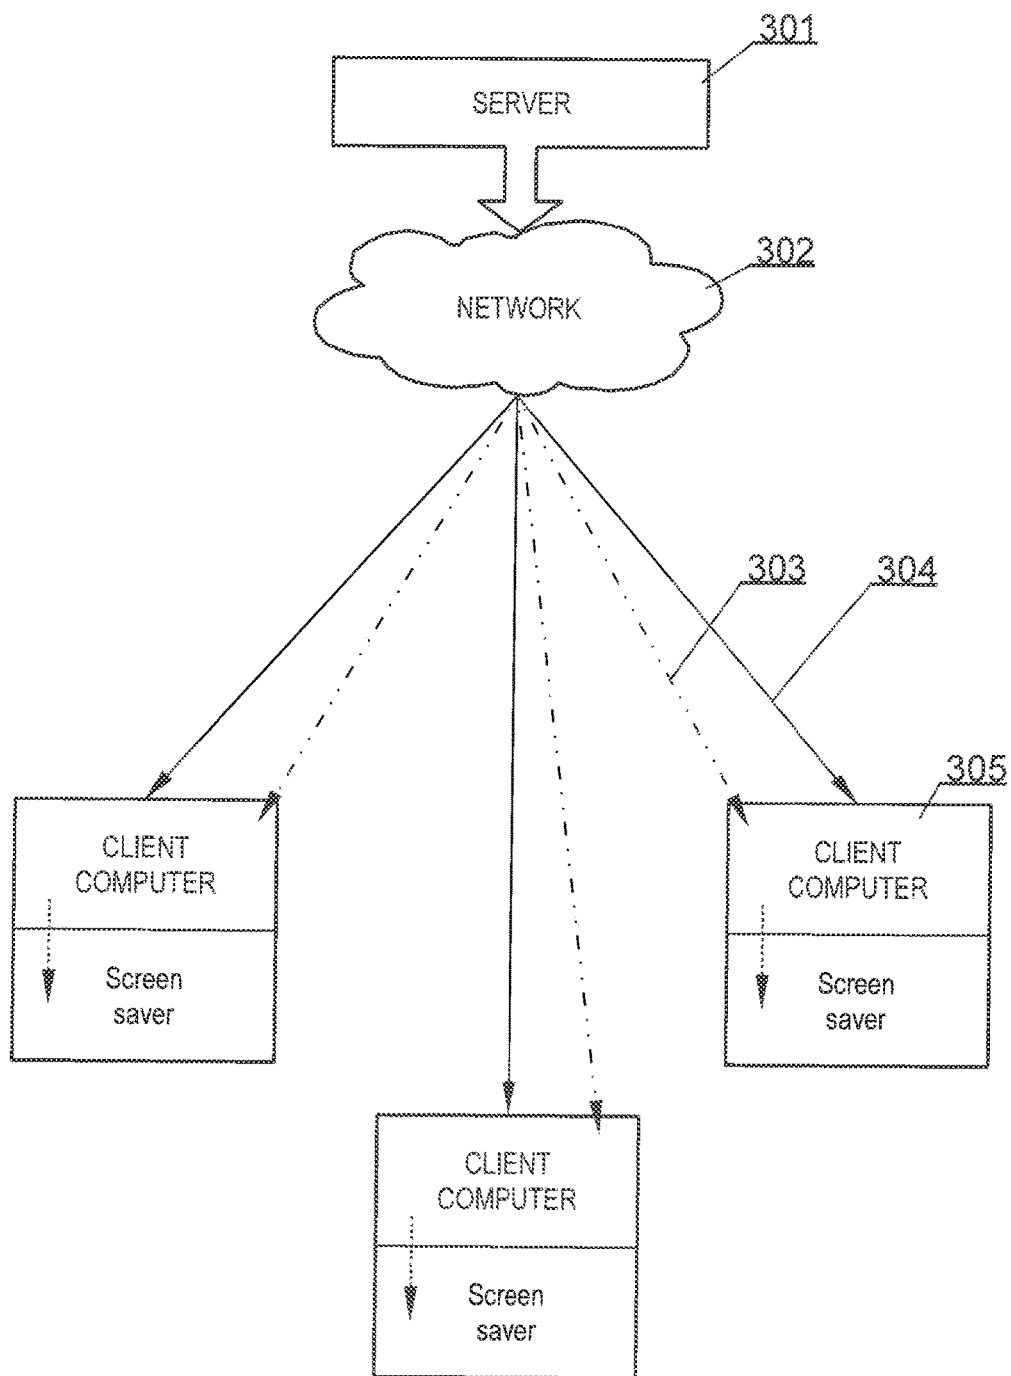 301
SERVER
302
NETWORK
303
304
305
CLIENT
COMPUTER
Screen
saver
CLIENT
COMPUTER
Screen
saver
CLIENT
COMPUTER
Screen
saver